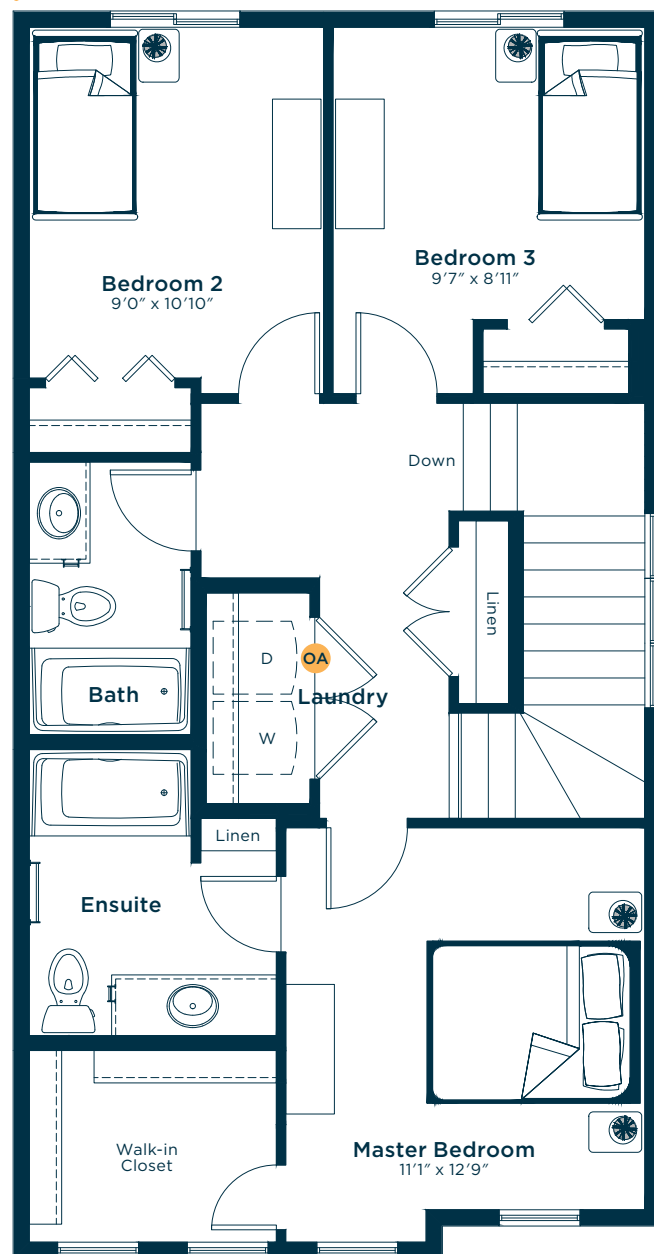 Bedroom 2
9'0" x 10'10"
Bedroom 3
9'7" x 8'11"
Down
Linen
D
OA
Laundry
W
Bath
Linen
Ensuite
Walk-in
Closet
Master Bedroom
11'1" x 12'9"